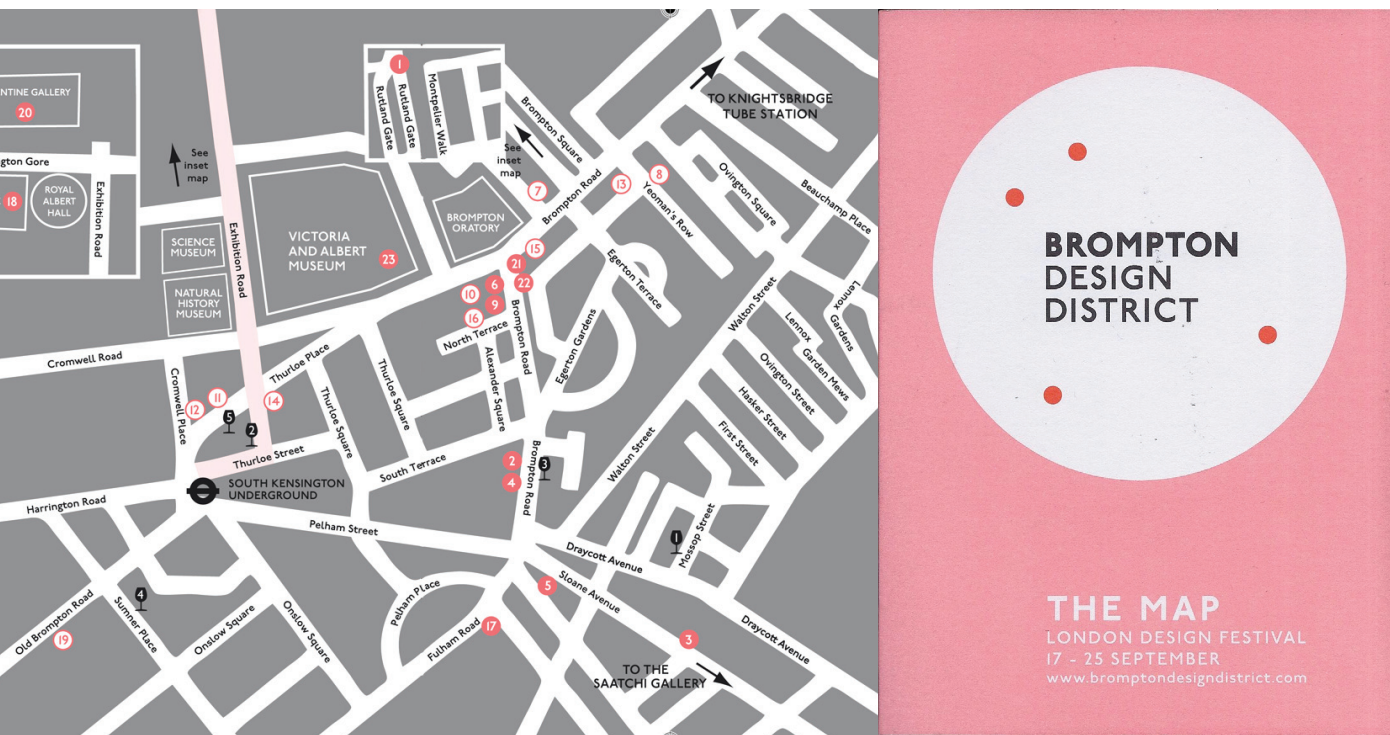 NTINE GALLERY
20
gton Gore
18
ROYAL
ALBERT
HALL
Exhibition Road
See
inset
map
SCIENCE
MUSEUM
NATURAL
HISTORY
MUSEUM
Exhibition Road
VICTORIA
AND ALBERT
MUSEUM
23
1
Rutland Gate
Rutland Gate
Montpelier Walk
Brompton Square
See
inset
map
7
BROMPTON
ORATORY
Brompton Road
13
8
Yeoman's Row
TO KNIGHTSBRIDGE
TUBE STATION
Ovington Square
Beauchamp Place
15
21
22
6
10
9
16
North Terrace
Brompton Road
Alexander Square
Egerton Terrace
Egerton Gardens
Walton Street
Lennox
Gardens
Lennox
Garden Mews
Ovington Street
Hasker Street
First Street
Cromwell Road
Cromwell Place
Thurloe Place
Thurloe Square
Thurloe Square
12
11
14
5
2
Thurloe Street
South Terrace
2
4
3
Brompton Road
Walton Street
SOUTH KENSINGTON
UNDERGROUND
Harrington Road
Pelham Street
1
Mossop Street
Draycott Avenue
5
Sloane Avenue
4
Old Brompton Road
19
Sumner Place
Onslow Square
Onslow Square
Pelham Place
Fulham Road
17
3
Draycott Avenue
TO THE
SAATCHI GALLERY
BROMPTON
DESIGN
DISTRICT
THE MAP
LONDON DESIGN FESTIVAL
17 - 25 SEPTEMBER
www.bromptondesigndistrict.com